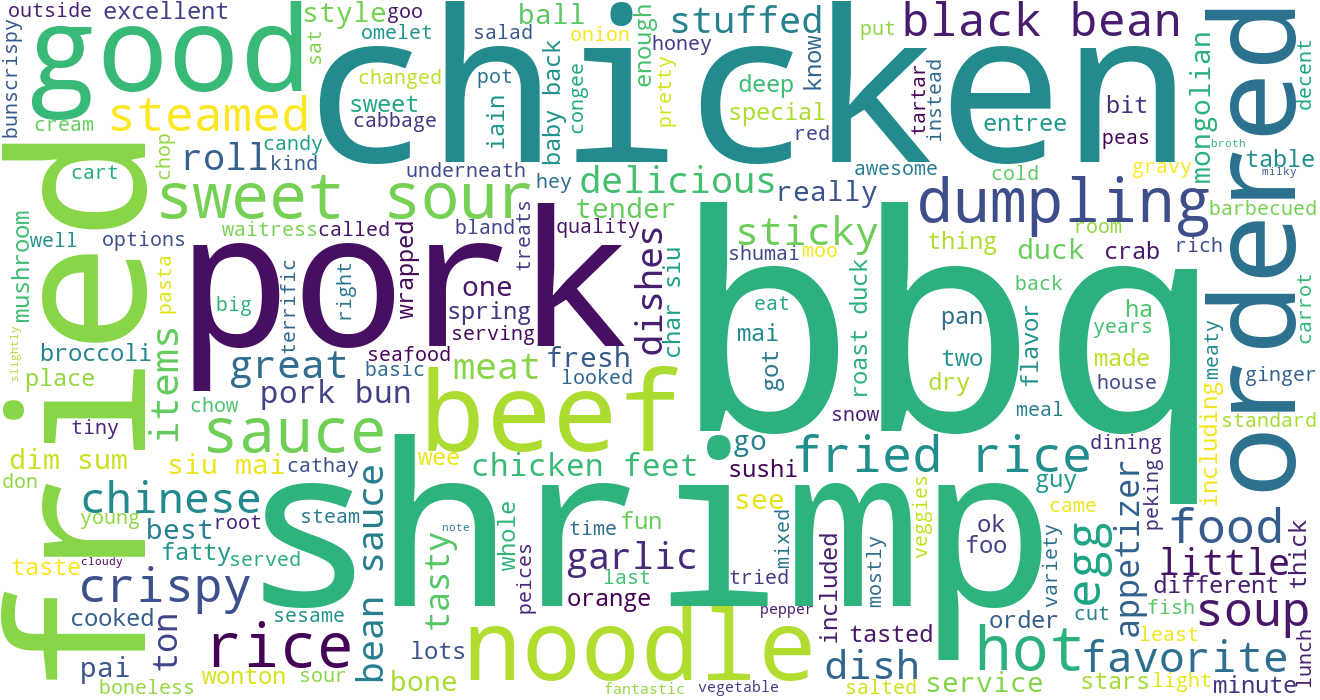 outside
excellent
style
goo
ball
stuffed
black bean
good
chicken
ordered
sat
omelet
salad
onion
enough
honey
know
put
decent
bunscrispy
changed
pot
deep
tartar
instead
mongolian
steamed
sweet
cabbage
iain
baby back
congee
pretty
special
red
entree
bit
peas
cream
chop
roll
candy
kind
underneath
hey
delicious
really
awesome
cold
gravy
broth
table
milky
cart
fried
sweet sour
tender
dumpling
barbecued
mushroom
well
options
waitress
called
wrapped
bland
treats
quality
dishes
char siu
sticky
shumai
moo
thing
room
duck
crab
rich
pork
bbq
pasta
big
terrific
right
one
spring
serving
eat
mai
got
roast duck
pan
two
flavor
back
ha
years
made
house
carrot
meaty
slightly
broccoli
place
items
great
seafood
basic
fresh
looked
meat
pork bun
dry
meal
ginger
including
standard
tiny
chow
sauce
beef
snow
go
fried rice
dining
dim sum
siu mai
cathay
wee
chicken feet
sushi
see
guy
peking
don
chinese
bean sauce
shrimp
veggies
ok
foo
came
appetizer
food
young
best
root
steam
note
whole
time
fun
garlic
mixed
mostly
variety
egg
little
thick
fatty
served
cloudy
taste
crispy
tasty
peices
last
tried
orange
different
cooked
sesame
pepper
included
order
cut
fish
soup
ton
rice
lots
noodle
tasted
hot
least
favorite
lunch
pai
wonton
sour
bone
dish
boneless
fantastic
vegetable
salted
service
stars
light
minute